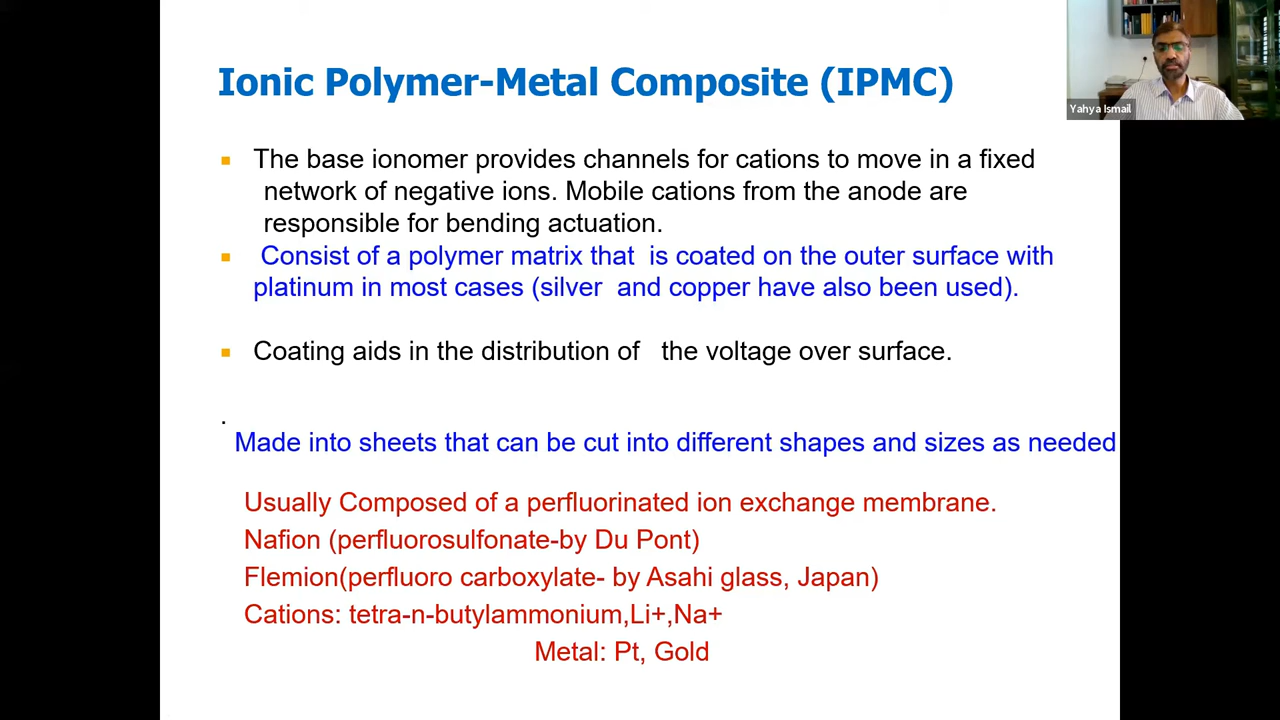 Ionic Polymer-Metal Composite (IPMC)
Yahya Ismail
The base ionomer provides channels for cations to move in a fixed
network of negative ions. Mobile cations from the anode are
responsible for bending actuation.
Consist of a polymer matrix that is coated on the outer surface with
platinum in most cases (silver and copper have also been used).
Coating aids in the distribution of the voltage over surface.
.
Made into sheets that can be cut into different shapes and sizes as needed
Usually Composed of a perfluorinated ion exchange membrane.
Nafion (perfluorosulfonate-by Du Pont)
Flemion(perfluoro carboxylate- by Asahi glass, Japan)
Cations: tetra-n-butylammonium,Li+,Na+
Metal: Pt, Gold